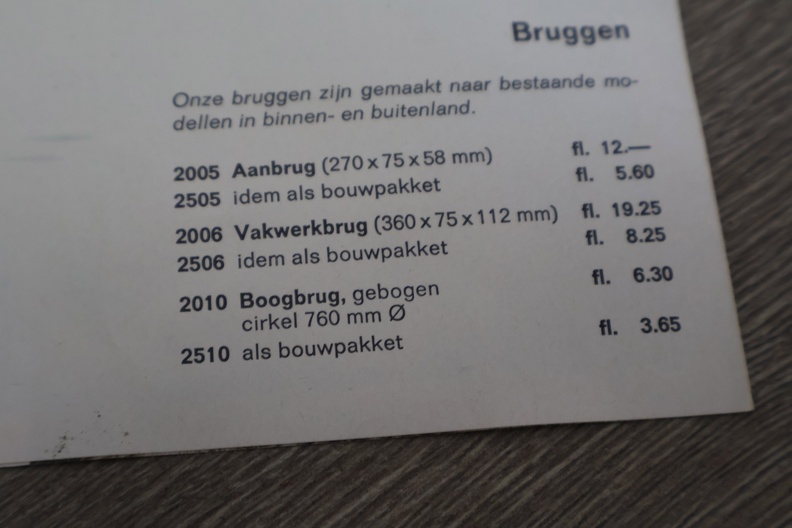 Bruggen
Onze bruggen zijn gemaakt naar bestaande mo-
dellen in binnen- en buitenland.
2005 Aanbrug (270 x 75 x 58 mm) fl. 12.—
2505 idem als bouwpakket fl. 5.60
2006 Vakwerkbrug (360 x 75 x 112 mm) fl. 19.25
2506 idem als bouwpakket fl. 8.25
2010 Boogbrug, gebogen fl. 6.30
cirkel 760 mm Ø
2510 als bouwpakket fl. 3.65